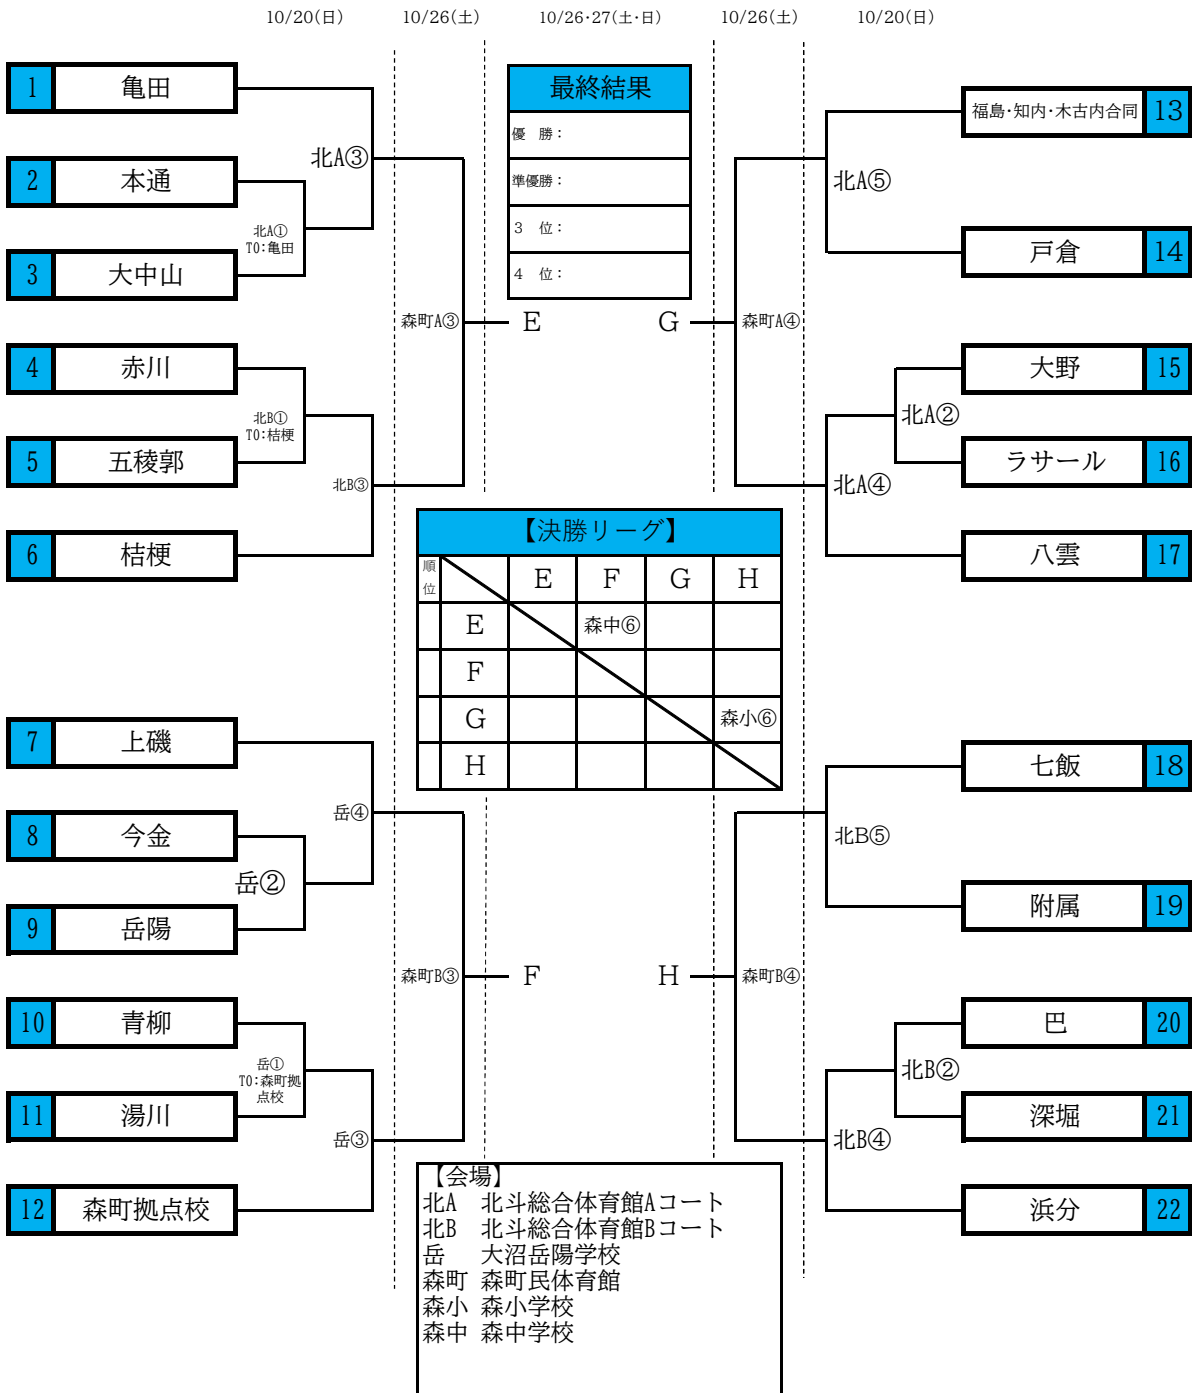 10/20(日)
10/26(土)
10/26･27(土･日)
10/26(土)
10/20(日)
1 亀田
2 本通
3 大中山
4 赤川
5 五稜郭
6 桔梗
7 上磯
8 今金
9 岳陽
10 青柳
11 湯川
12 森町拠点校
北A③
北A①
TO:亀田
北B①
TO:桔梗
北B③
岳④
岳②
岳①
TO:森町拠
点校
岳③
森町A③
森町B③
E
F
最終結果
優　勝：
準優勝：
３　位：
４　位：
【決勝リーグ】
順位 E F G H
E 森中⑥
F
G 森小⑥
H
G
H
森町A④
森町B④
北A⑤
北A②
北A④
北B⑤
北B②
北B④
福島･知内･木古内合同 13
戸倉 14
大野 15
ラサール 16
八雲 17
七飯 18
附属 19
巴 20
深堀 21
浜分 22
【会場】
北A　北斗総合体育館Aコート
北B　北斗総合体育館Bコート
岳　大沼岳陽学校
森町　森町民体育館
森小　森小学校
森中　森中学校